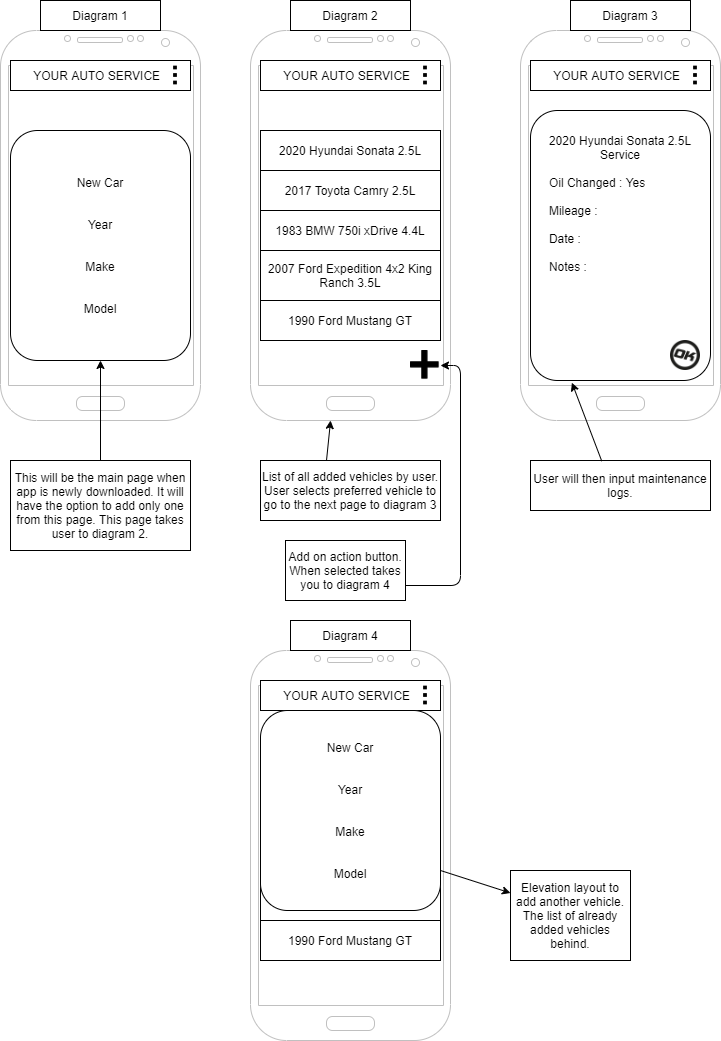 Diagram 1
YOUR AUTO SERVICE
New Car
Year
Make
Model
This will be the main page when
app is newly downloaded. It will
have the option to add only one
from this page. This page takes
user to diagram 2.
Diagram 2
YOUR AUTO SERVICE
2020 Hyundai Sonata 2.5L
2017 Toyota Camry 2.5L
1983 BMW 750i xDrive 4.4L
2007 Ford Expedition 4x2 King
Ranch 3.5L
1990 Ford Mustang GT
List of all added vehicles by user.
User selects preferred vehicle to
go to the next page to diagram 3
Add on action button.
When selected takes
you to diagram 4
Diagram 3
YOUR AUTO SERVICE
2020 Hyundai Sonata 2.5L
Service
Oil Changed : Yes
Mileage :
Date :
Notes :
OK
User will then input maintenance
logs.
Diagram 4
YOUR AUTO SERVICE
New Car
Year
Make
Model
1990 Ford Mustang GT
Elevation layout to
add another vehicle.
The list of already
added vehicles
behind.